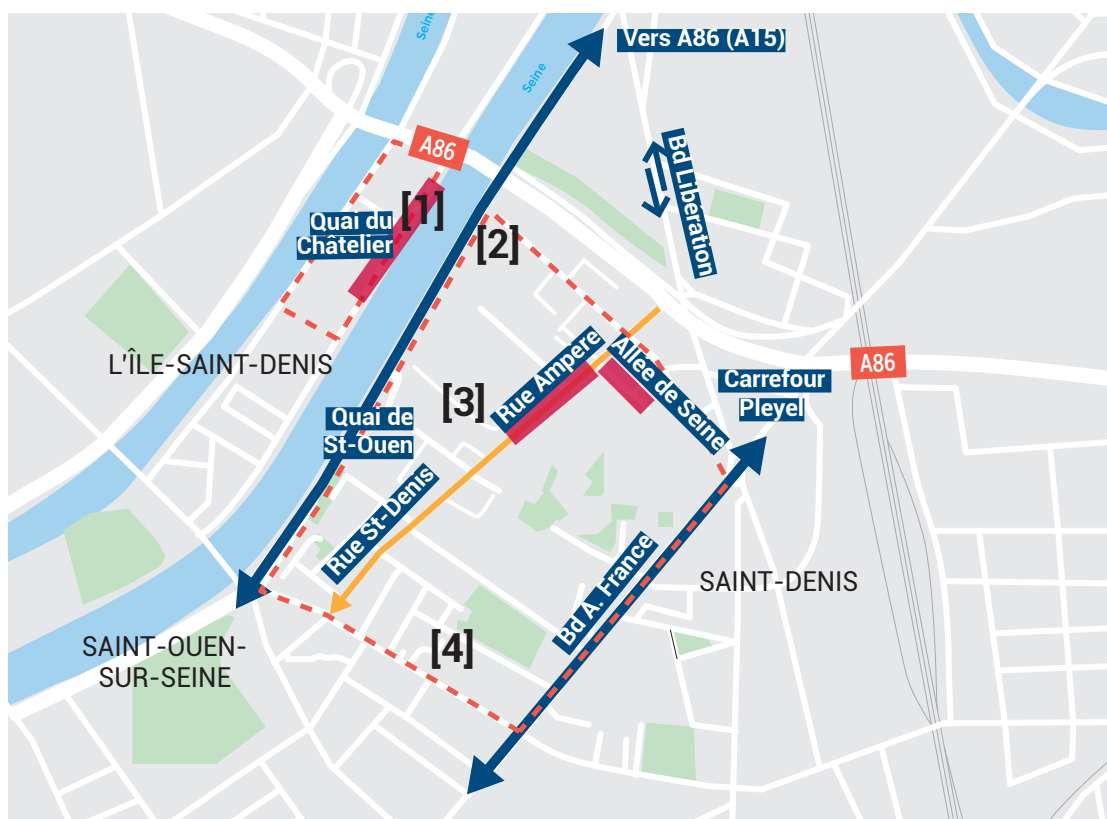 Seine
Vers A86 (A15)
Seine
A86
Bd Libération
[1]
Quai du
Châtelier
[2]
L'ÎLE-SAINT-DENIS
Rue Ampere
Allée de Seine
A86
[3]
Carrefour
Pleyel
Quai de
St-Ouen
Rue St-Denis
Bd A. France
SAINT-DENIS
SAINT-OUEN-
SUR-SEINE
[4]